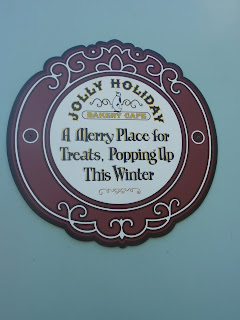 JOLLY HOLIDAY
BAKERY CAFE
A Merry Place for
Treats, Popping Up
This Winter